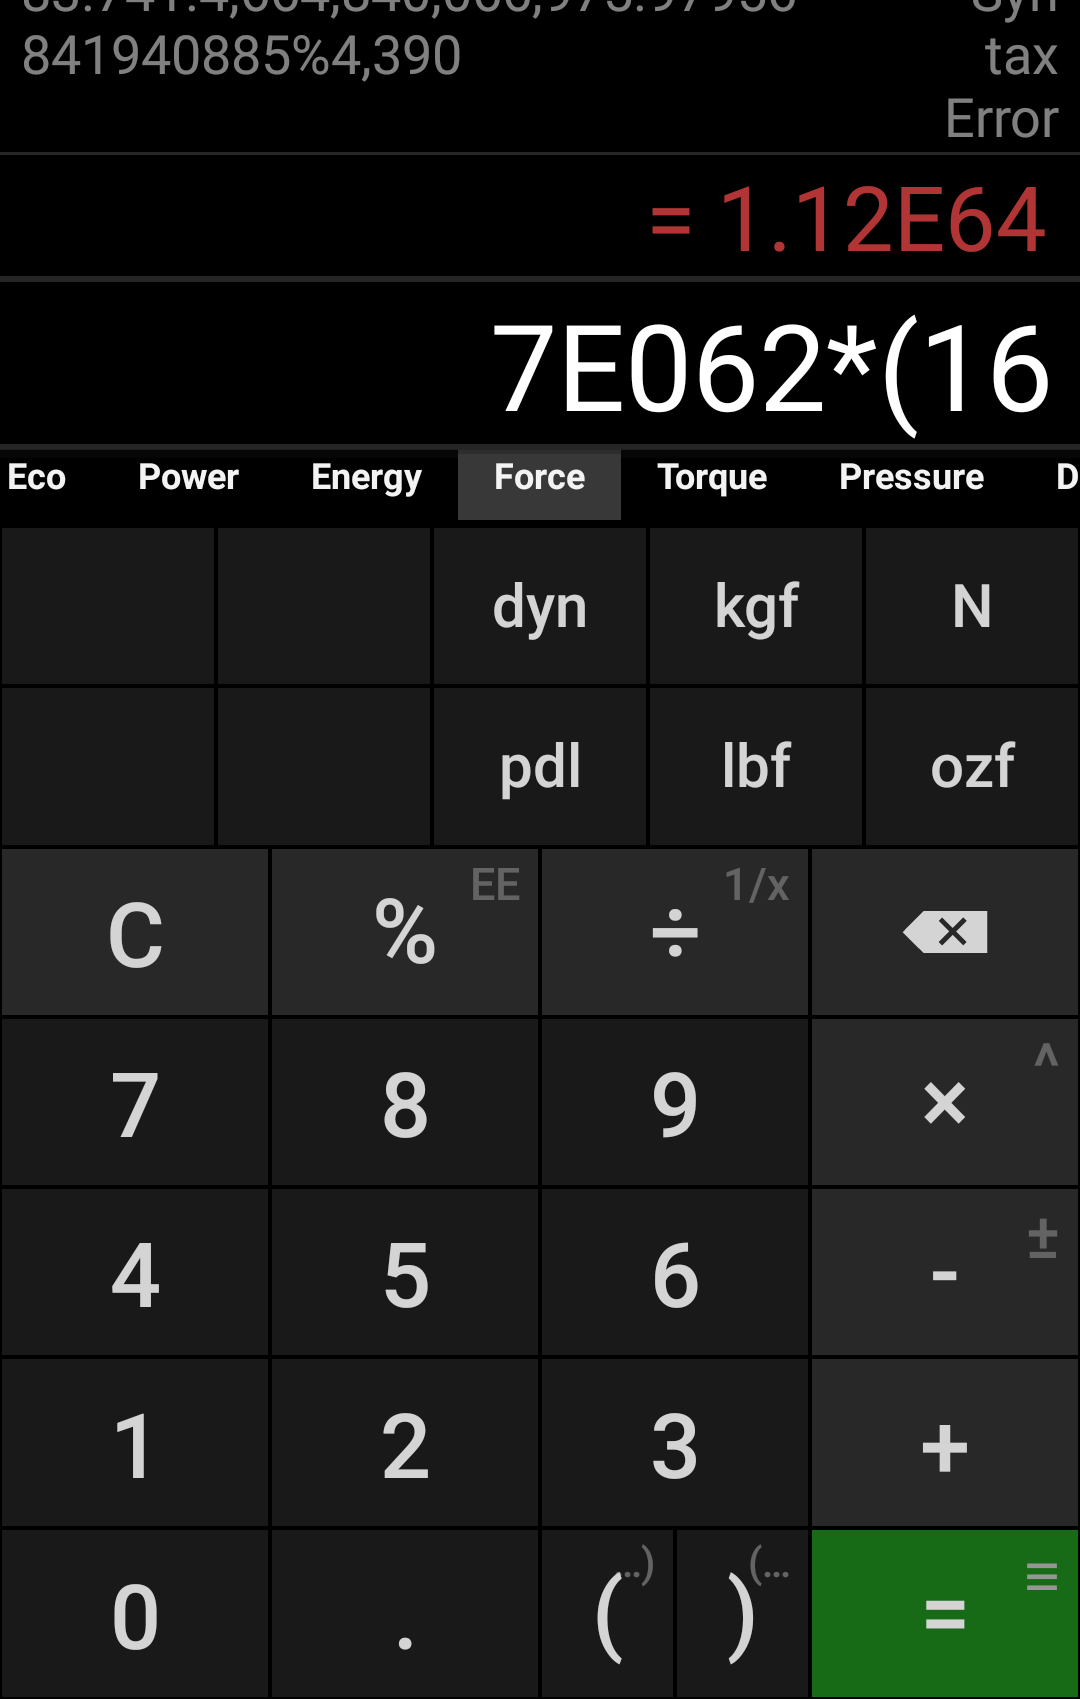 841940885%4,390
Syn
tax
Error
= 1.12E64
7E062*(16
Eco Power Energy Force Torque Pressure D
dyn kgf N
pdl lbf ozf
C % EE ÷ 1/x
7 8 9 × ^
4 5 6 - ±
1 2 3 +
0 . ( ..) ) (... = ≡